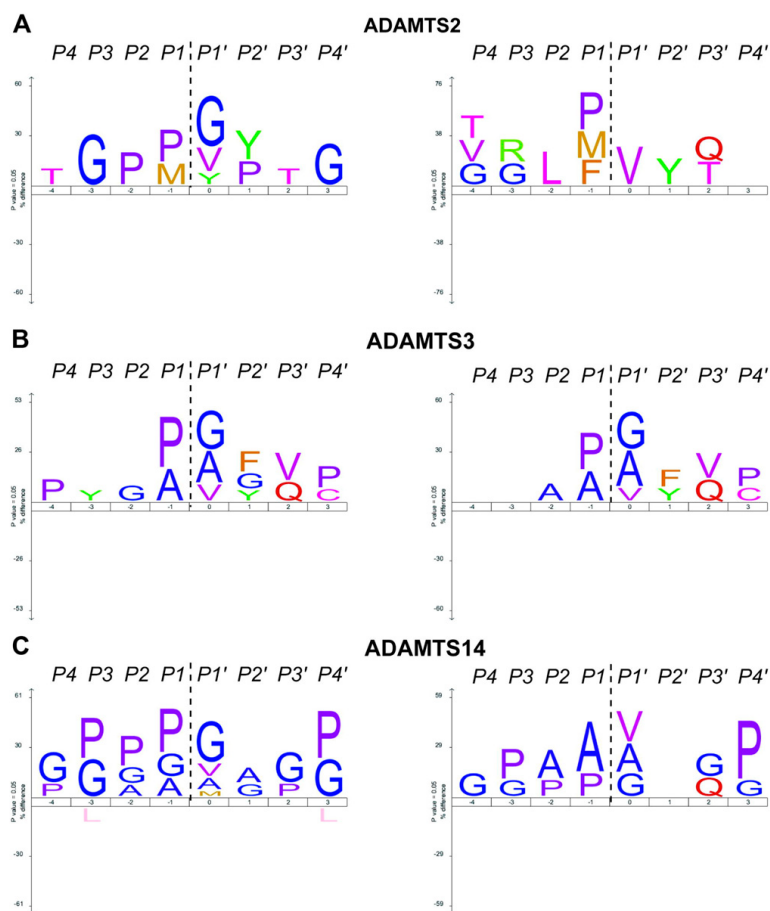 A ADAMTS2
P4 P3 P2 P1 P1' P2' P3' P4' P4 P3 P2 P1 P1' P2' P3' P4'
60 76
T G P P M G V Y Y P T T G T V G R G L P M F V Y Q T
30 38
P value = 0.05 % difference -4 -3 -2 -1 0 1 2 3 P value = 0.05 % difference -4 -3 -2 -1 0 1 2 3
-30 -38
-60 -76
B ADAMTS3
P4 P3 P2 P1 P1' P2' P3' P4' P4 P3 P2 P1 P1' P2' P3' P4'
53 60
P Y G P A G A V F G Y V Q P C A P A G A V F Y V Q P C
26 30
P value = 0.05 % difference -4 -3 -2 -1 0 1 2 3 P value = 0.05 % difference -4 -3 -2 -1 0 1 2 3
-26 -30
-53 -60
C ADAMTS14
P4 P3 P2 P1 P1' P2' P3' P4' P4 P3 P2 P1 P1' P2' P3' P4'
61 59
G P P G P G A P G A G V A M A G G P P G G P G A P A P V A G G Q P G
30 29
P value = 0.05 % difference -4 -3 -2 -1 0 1 2 3 P value = 0.05 % difference -4 -3 -2 -1 0 1 2 3
L L
-30 -29
-61 -59